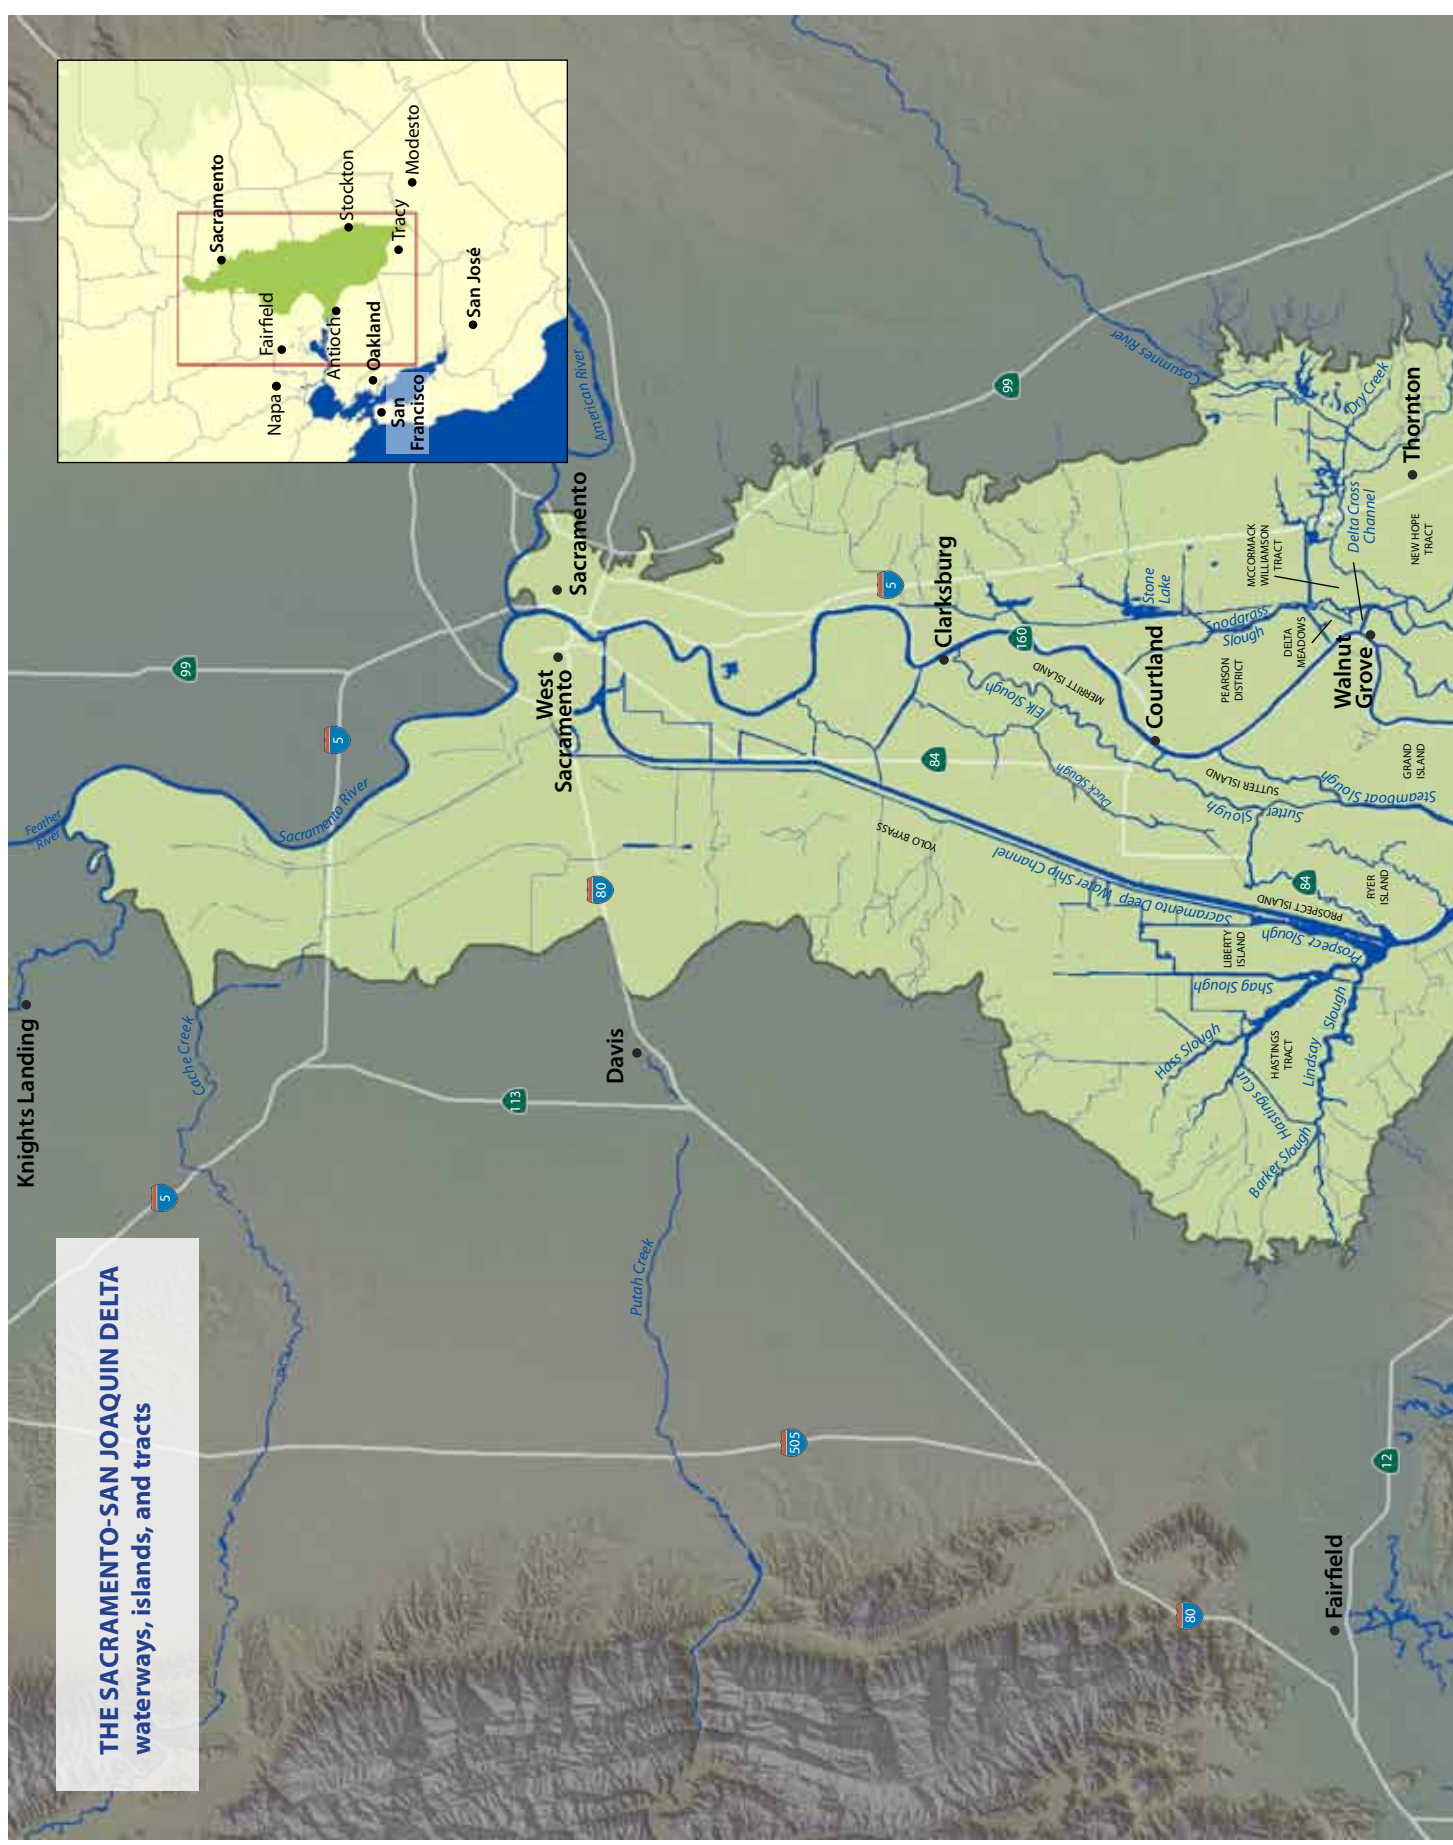 THE SACRAMENTO-SAN JOAQUIN DELTA
waterways, islands, and tracts
Sacramento
Fairfield
Napa
Antioch
Stockton
Modesto
Tracy
Oakland
San
Francisco
San José
Knights Landing
Feather
River
Cache Creek
Sacramento River
American River
99
5
5
113
80
505
Davis
Putah Creek
West
Sacramento
Sacramento
99
5
Cosumnes River
Clarksburg
160
84
YOLO BYPASS
Elk Slough
MERRITT ISLAND
Duck Slough
Sacramento Deep Water Ship Channel
Stone
Lake
Snodgrass
Slough
Courtland
PEARSON
DISTRICT
DELTA
MEADOWS
MCCORMACK
WILLIAMSON
TRACT
Delta Cross
Channel
Dry Creek
Thornton
NEW HOPE
TRACT
Walnut
Grove
SUTTER ISLAND
Sutter
Slough
Steamboat Slough
GRAND
ISLAND
84
RYER
ISLAND
PROSPECT ISLAND
Prospect Slough
LIBERTY
ISLAND
Shag Slough
Hass Slough
HASTINGS
TRACT
Lindsay
Slough
Hastings Cut
Barker Slough
80
12
Fairfield